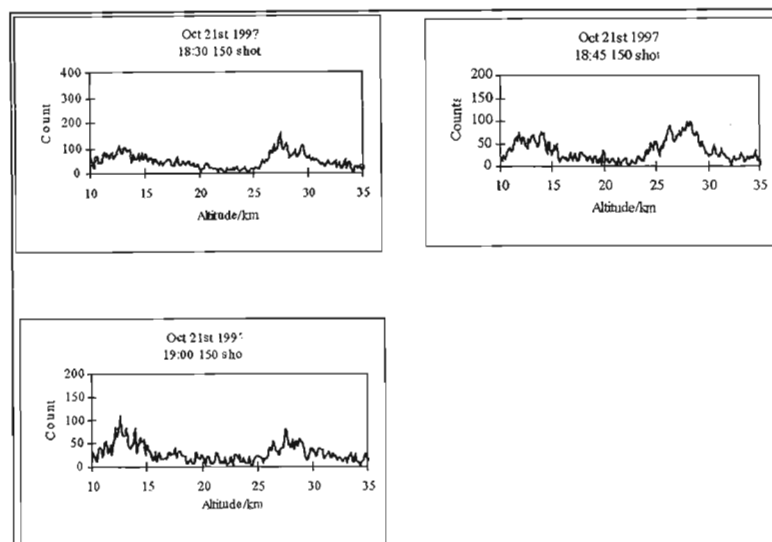 Oct 21st 1997
18:30 150 shot
400
300
200
100
0
Count
10 15 20 25 30 35
Altitude/km
Oct 21st 1997
18:45 150 shot
200
150
100
50
0
Counts
10 15 20 25 30 35
Altitude/km
Oct 21st 199
19:00 150 sho
200
150
100
50
0
Count
10 15 20 25 30 35
Altitude/km